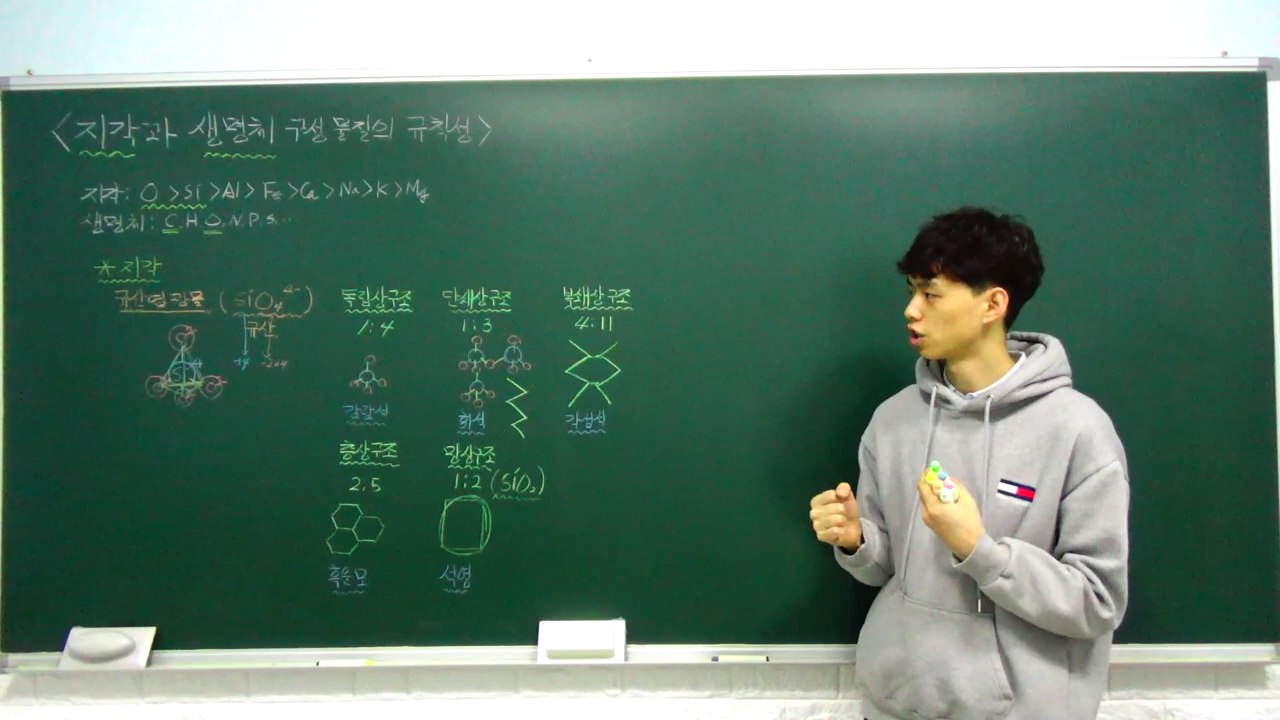 <지각과 생명체 구성 물질의 규칙성>
지각: O >Si >Al> Fe >Ca >Na>K>Mg
생명체: C.H.O.N.P.S...
* 지각
규산염 광물 (SiO₄⁴⁻)
규산
+4 -2×4
독립상구조 단쇄상구조 복쇄상구조
1:4 1:3 4:11
감람석 휘석 각섬석
층상구조 망상구조
2.5 1:2 (SiO₂)
흑운모 석영